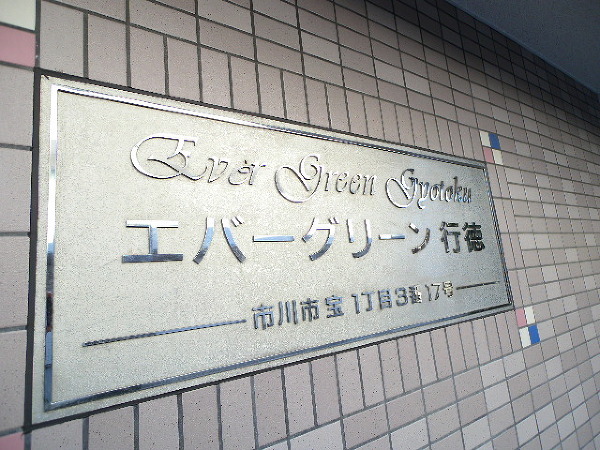 Ever Green Gyotoku
エバーグリーン行徳
市川市宝1丁目3番17号